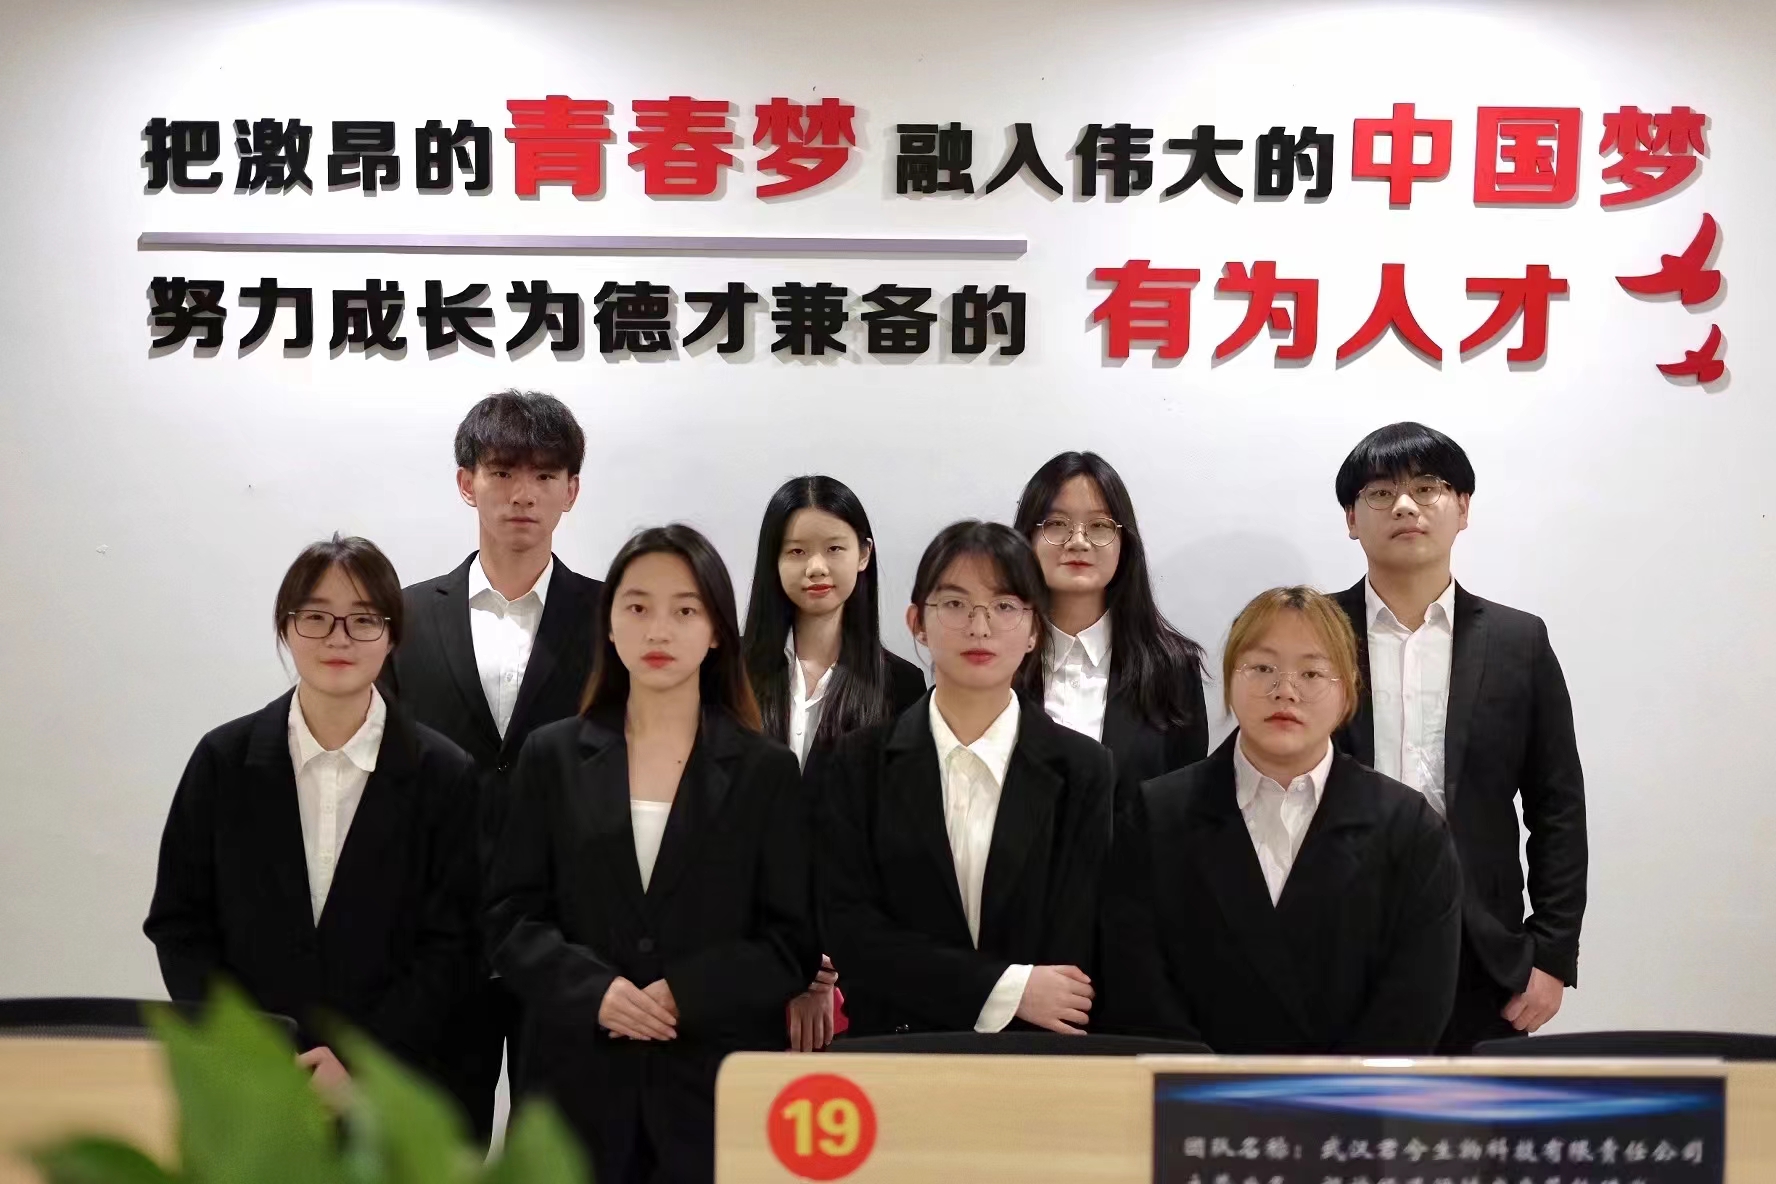 把激昂的青春梦 融入伟大的中国梦
努力成长为德才兼备的 有为人才
19
团队名称：武汉君今生物科技有限责任公司